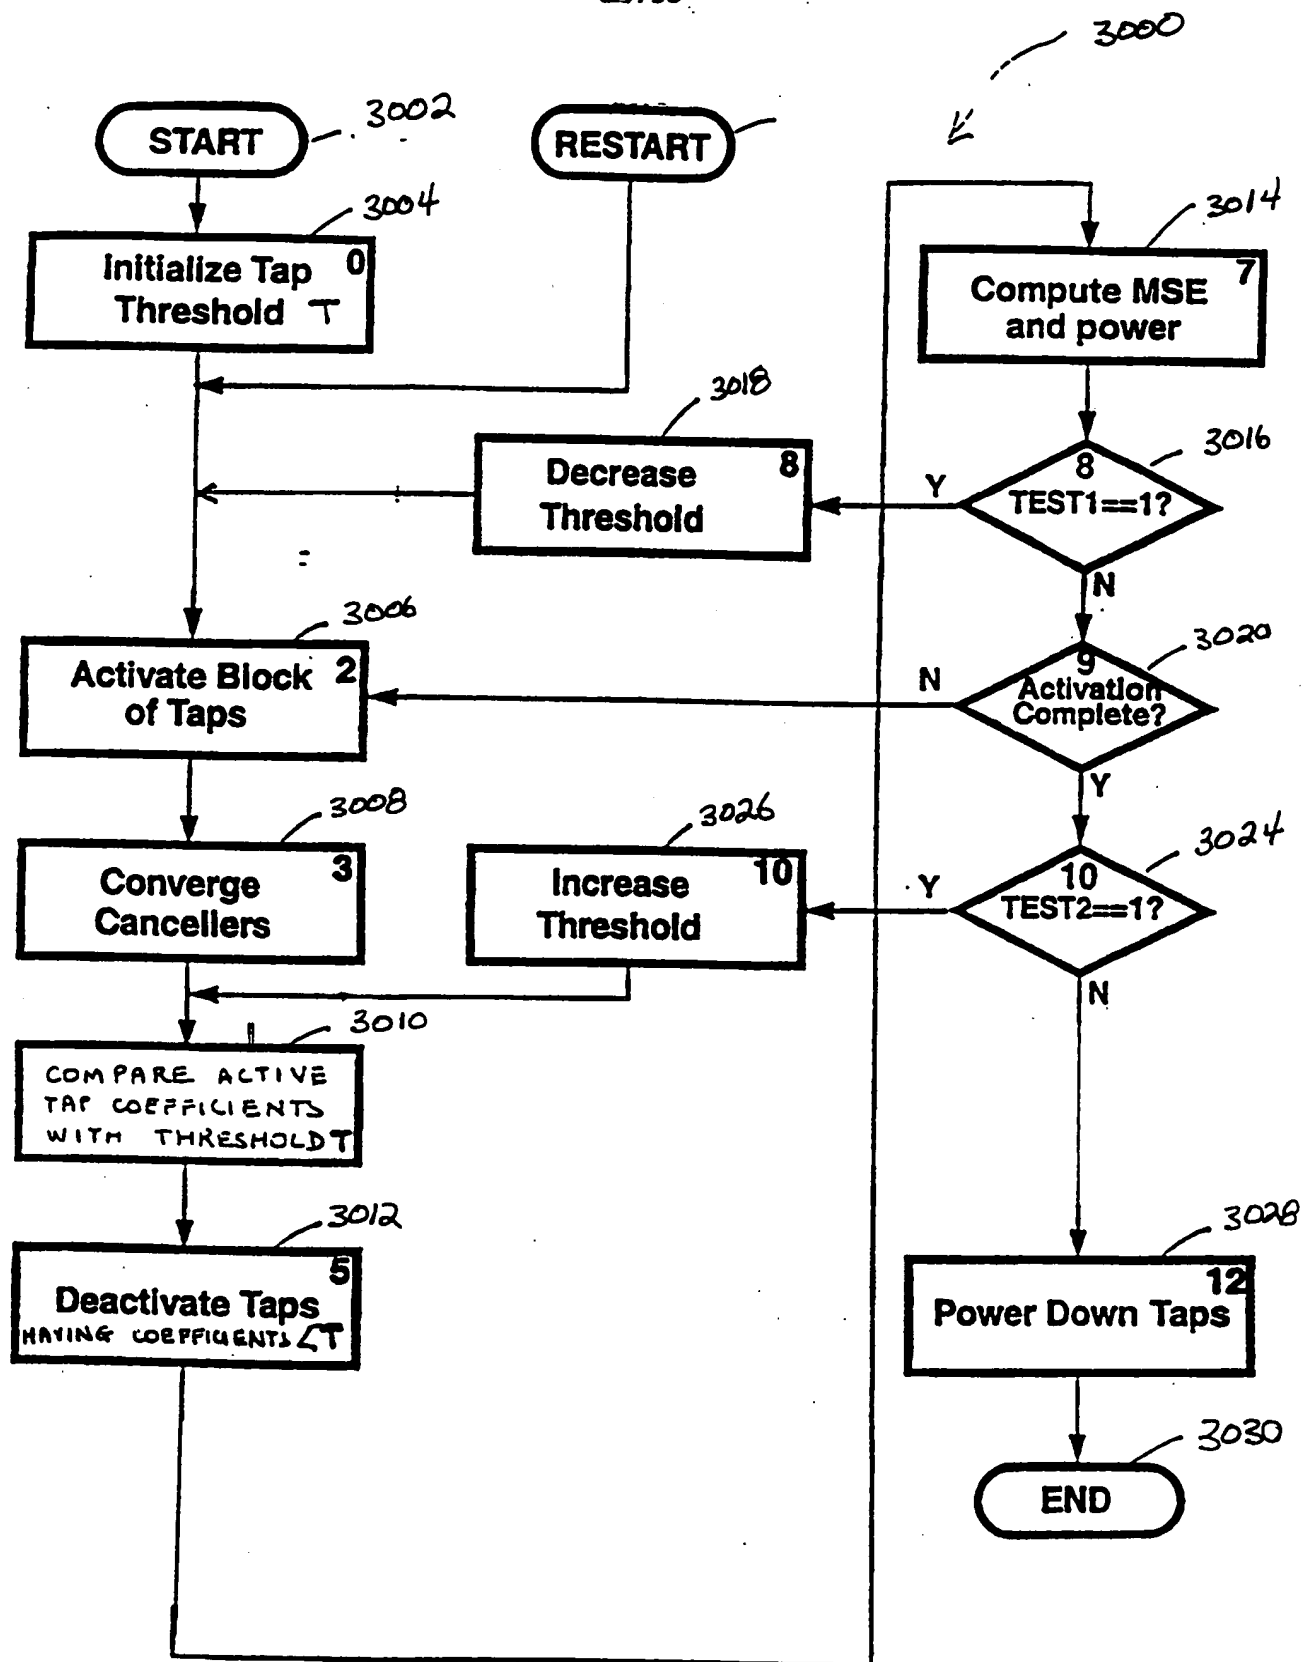 3000
START
3002
RESTART
3004
0
Initialize Tap
Threshold T
3014
7
Compute MSE
and power
3018
8
Decrease
Threshold
3016
8
TEST1==1?
Y
N
3006
2
Activate Block
of Taps
3020
9
Activation
Complete?
N
Y
3008
3
Converge
Cancellers
3026
10
Increase
Threshold
3024
10
TEST2==1?
Y
N
3010
COMPARE ACTIVE
TAP COEFFICIENTS
WITH THRESHOLD T
3012
5
Deactivate Taps
HAVING COEFFICIENTS <T
3028
12
Power Down Taps
3030
END